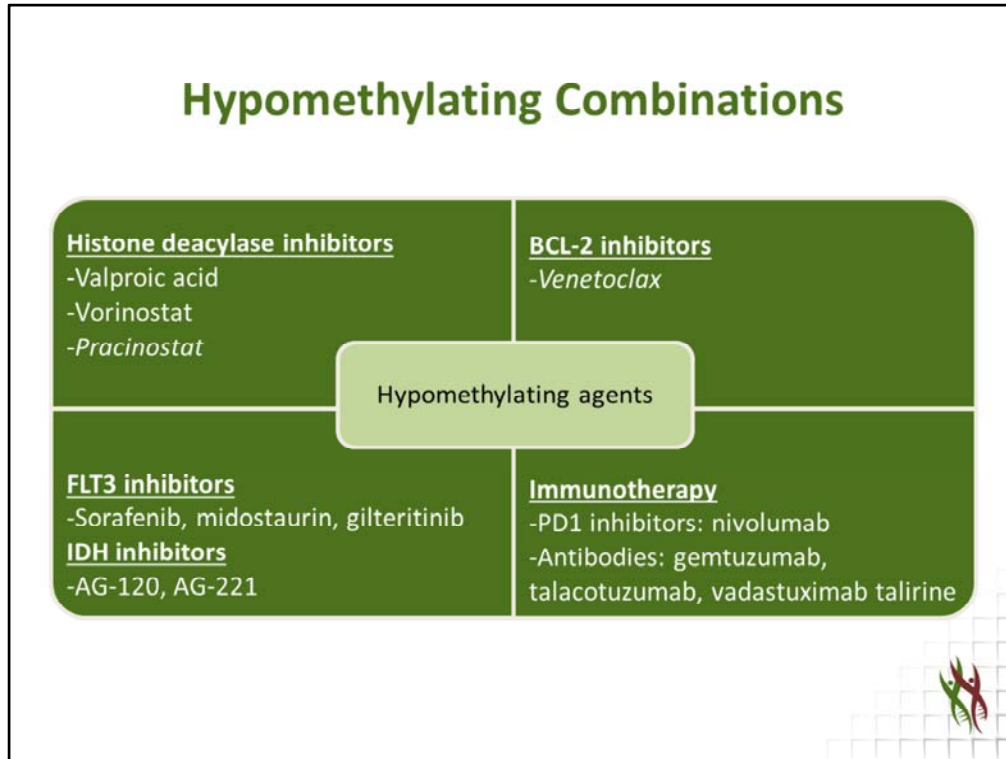 Hypomethylating Combinations
Histone deacylase inhibitors
-Valproic acid
-Vorinostat
-Pracinostat
BCL-2 inhibitors
-Venetoclax
Hypomethylating agents
FLT3 inhibitors
-Sorafenib, midostaurin, gilteritinib
IDH inhibitors
-AG-120, AG-221
Immunotherapy
-PD1 inhibitors: nivolumab
-Antibodies: gemtuzumab,
talacotuzumab, vadastuximab talirine